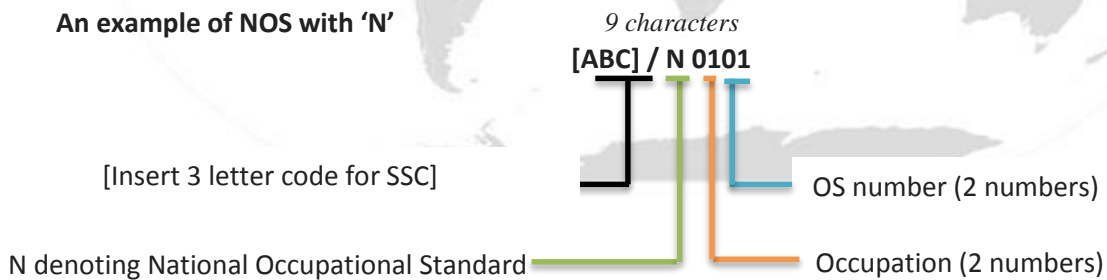 An example of NOS with ‘N’
9 characters
[ABC] / N 0101
[Insert 3 letter code for SSC]
OS number (2 numbers)
N denoting National Occupational Standard
Occupation (2 numbers)